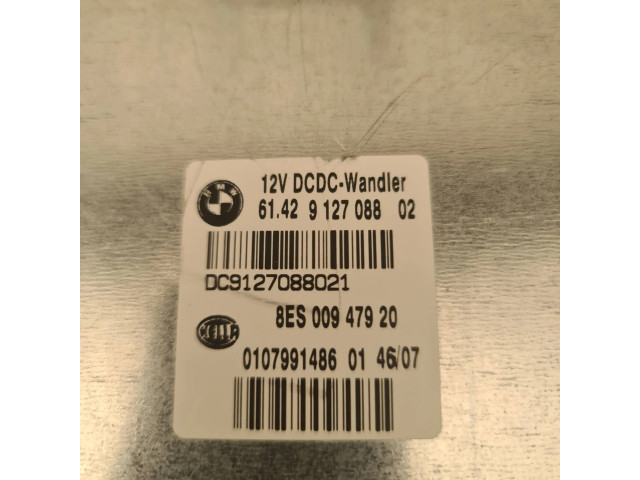 BMW
12V DCDC-Wandler
61.42 9 127 088 02
DC9127088021
8ES 009 479 20
HELLA
0107991486 01 46/07